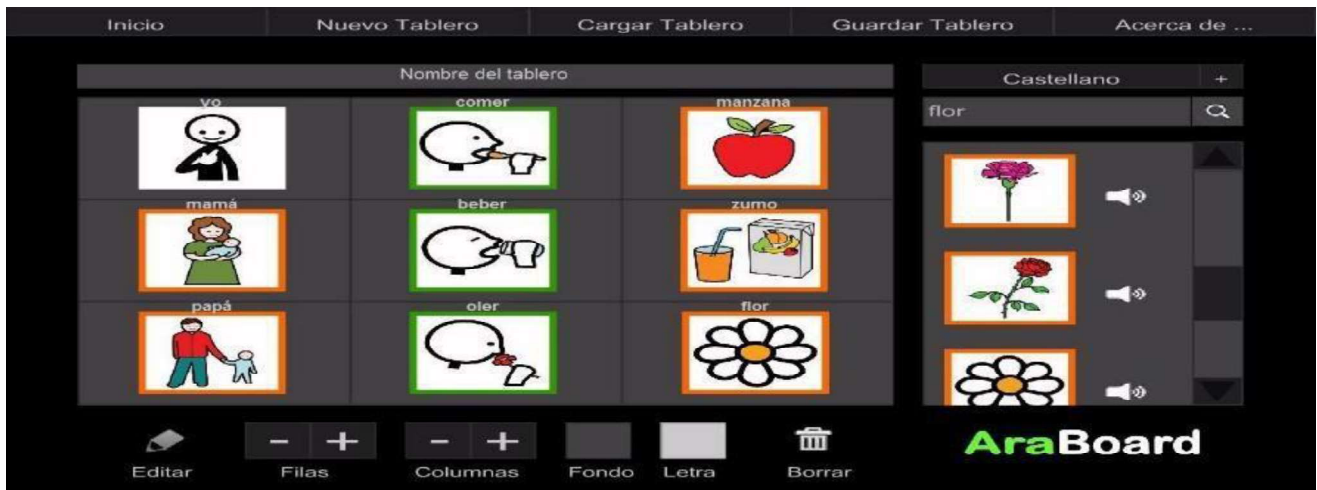 Inicio Nuevo Tablero Cargar Tablero Guardar Tablero Acerca de ...
Nombre del tablero
Castellano +
flor
yo comer manzana
mamá beber zumo
papá oler flor
- + - +
Editar Filas Columnas Fondo Letra Borrar
AraBoard